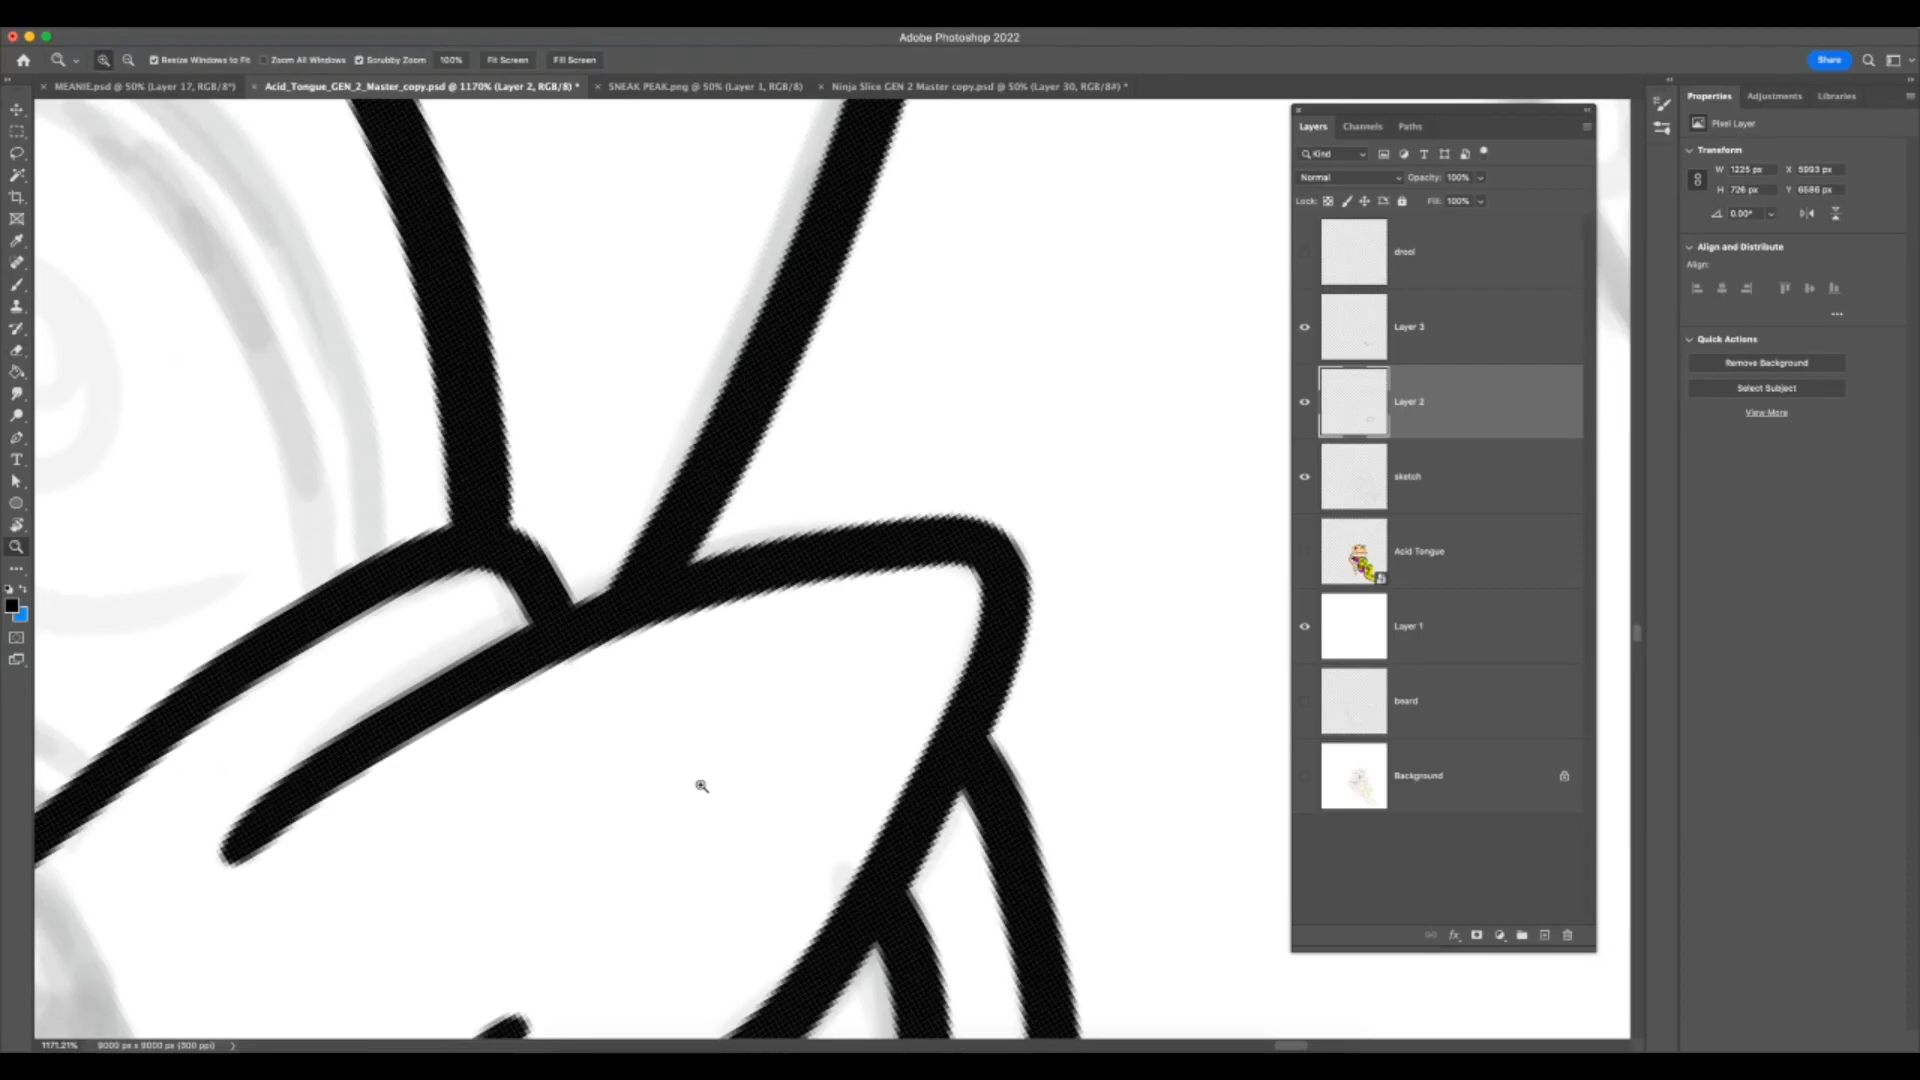 Adobe Photoshop 2022
Resize Windows to Fit Zoom All Windows Scrubby Zoom 100% Fit Screen Fill Screen Share
MEANIE.psd @ 50% (Layer 17, RGB/8*) Acid_Tongue_GEN_2_Master_copy.psd @ 1170% (Layer 2, RGB/8) * SNEAK PEAK.png @ 50% (Layer 1, RGB/8) Ninja Slice GEN 2 Master copy.psd @ 50% (Layer 30, RGB/8#) *
Layers Channels Paths
Kind
Normal Opacity: 100%
Lock: Fill: 100%
drool
Layer 3
Layer 2
sketch
Acid Tongue
Layer 1
beard
Background
Properties Adjustments Libraries
Pixel Layer
Transform
W 1225 px X 5993 px
H 726 px Y 6586 px
0.00°
Align and Distribute
Align:
Quick Actions
Remove Background
Select Subject
View More
1171.21% 9000 px x 9000 px (300 ppi)